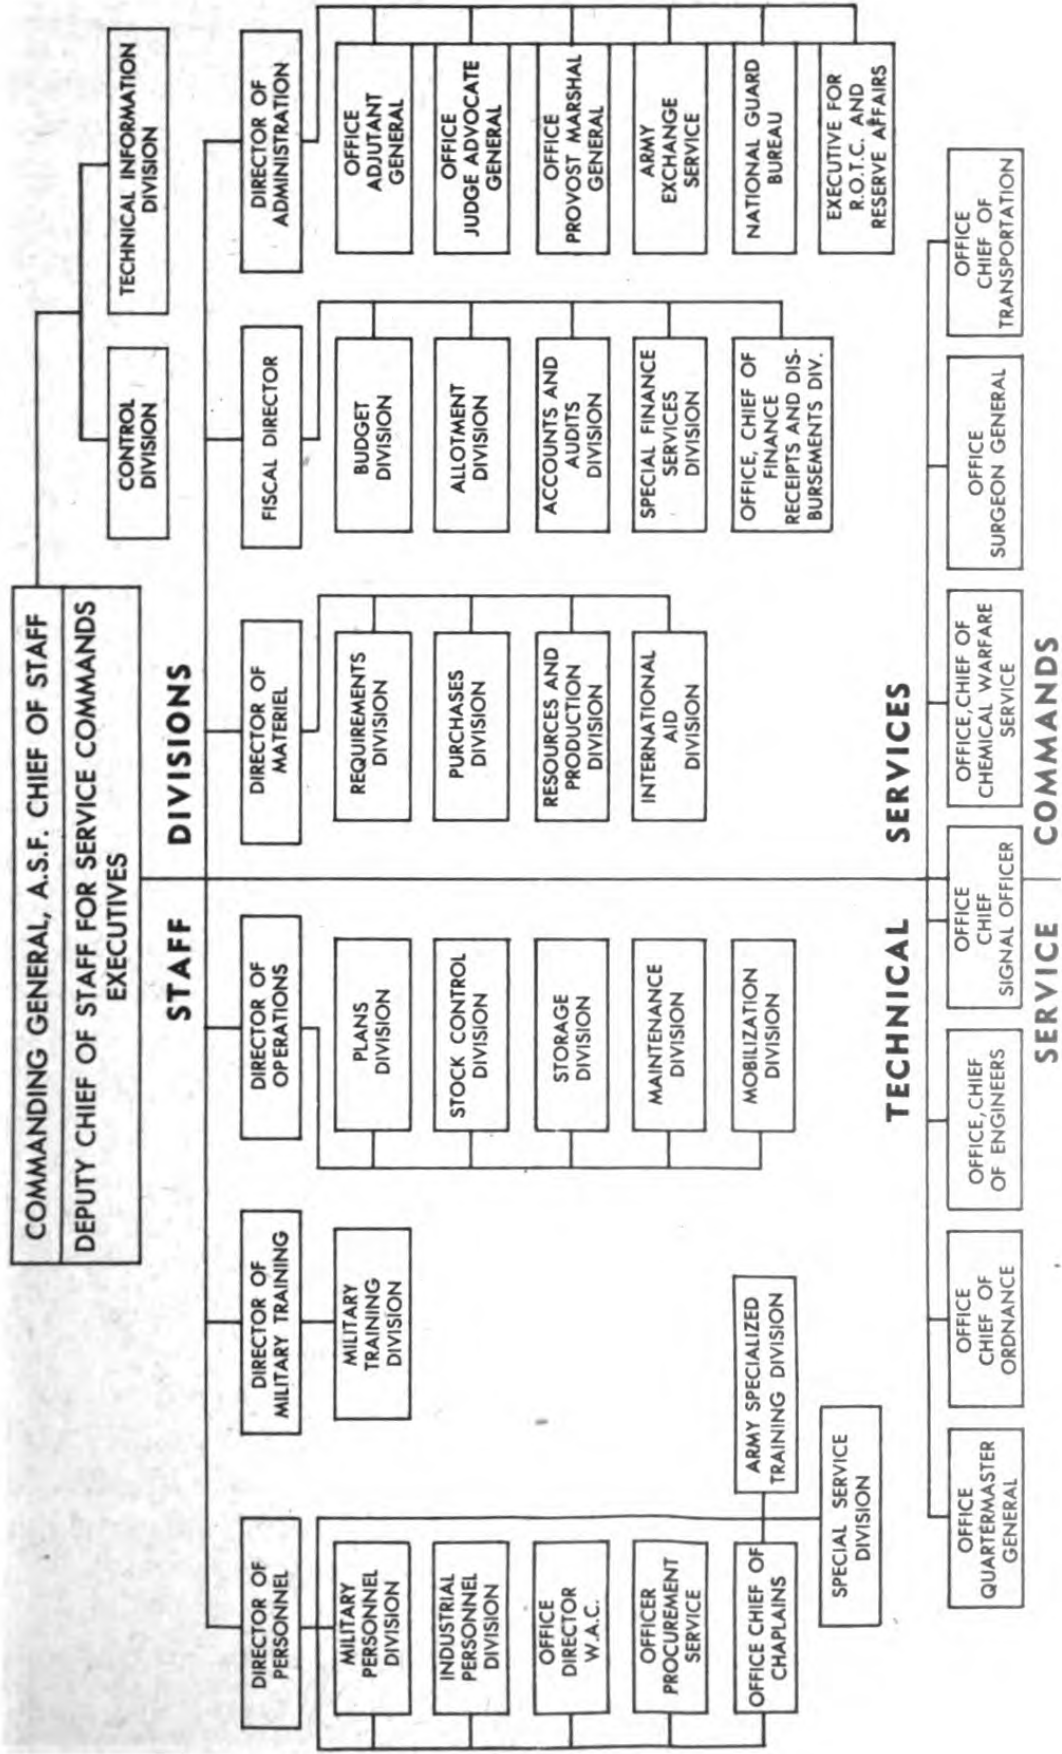 COMMANDING GENERAL, A.S.F. CHIEF OF STAFF
DEPUTY CHIEF OF STAFF FOR SERVICE COMMANDS
EXECUTIVES
CONTROL
DIVISION
TECHNICAL INFORMATION
DIVISION
STAFF DIVISIONS
DIRECTOR OF
PERSONNEL
MILITARY
PERSONNEL
DIVISION
INDUSTRIAL
PERSONNEL
DIVISION
OFFICE
DIRECTOR
W.A.C.
OFFICER
PROCUREMENT
SERVICE
OFFICE CHIEF OF
CHAPLAINS
ARMY SPECIALIZED
TRAINING DIVISION
SPECIAL SERVICE
DIVISION
DIRECTOR OF
MILITARY TRAINING
MILITARY
TRAINING
DIVISION
DIRECTOR OF
OPERATIONS
PLANS
DIVISION
STOCK CONTROL
DIVISION
STORAGE
DIVISION
MAINTENANCE
DIVISION
MOBILIZATION
DIVISION
DIRECTOR OF
MATERIEL
REQUIREMENTS
DIVISION
PURCHASES
DIVISION
RESOURCES AND
PRODUCTION
DIVISION
INTERNATIONAL
AID
DIVISION
FISCAL DIRECTOR
BUDGET
DIVISION
ALLOTMENT
DIVISION
ACCOUNTS AND
AUDITS
DIVISION
SPECIAL FINANCE
SERVICES
DIVISION
OFFICE, CHIEF OF
FINANCE
RECEIPTS AND DIS-
BURSEMENTS DIV.
DIRECTOR OF
ADMINISTRATION
OFFICE
ADJUTANT
GENERAL
OFFICE
JUDGE ADVOCATE
GENERAL
OFFICE
PROVOST MARSHAL
GENERAL
ARMY
EXCHANGE
SERVICE
NATIONAL GUARD
BUREAU
EXECUTIVE FOR
R.O.T.C. AND
RESERVE AFFAIRS
TECHNICAL SERVICES
OFFICE
QUARTERMASTER
GENERAL
OFFICE
CHIEF OF
ORDNANCE
OFFICE, CHIEF
OF ENGINEERS
OFFICE
CHIEF
SIGNAL OFFICER
OFFICE, CHIEF OF
CHEMICAL WARFARE
SERVICE
OFFICE
SURGEON GENERAL
OFFICE
CHIEF OF
TRANSPORTATION
SERVICE COMMANDS